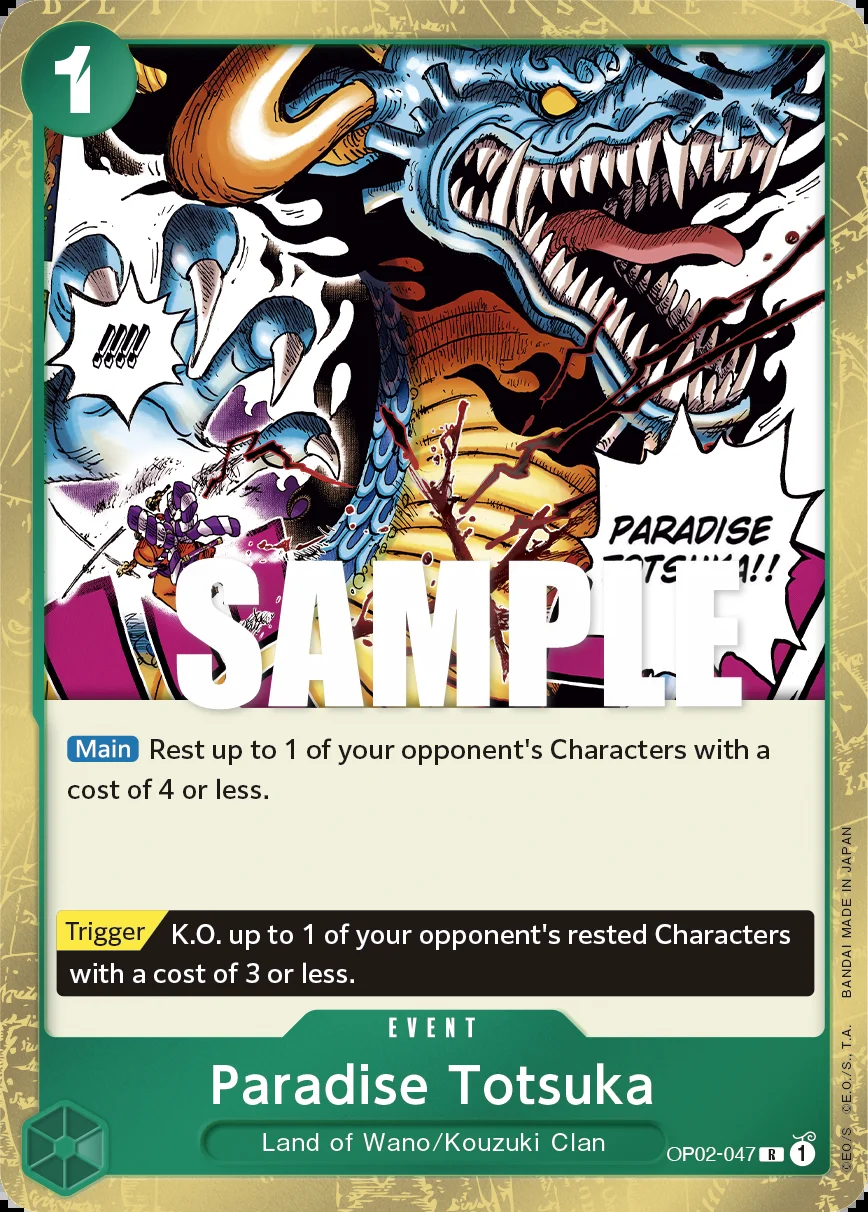 1
!!!!
PARADISE
TOTSUKA!!
SAMPLE
Main Rest up to 1 of your opponent's Characters with a
cost of 4 or less.
Trigger K.O. up to 1 of your opponent's rested Characters
with a cost of 3 or less.
EVENT
Paradise Totsuka
Land of Wano/Kouzuki Clan
OP02-047 R 1
©EO/S ©E.O./S., T.A. BANDAI MADE IN JAPAN